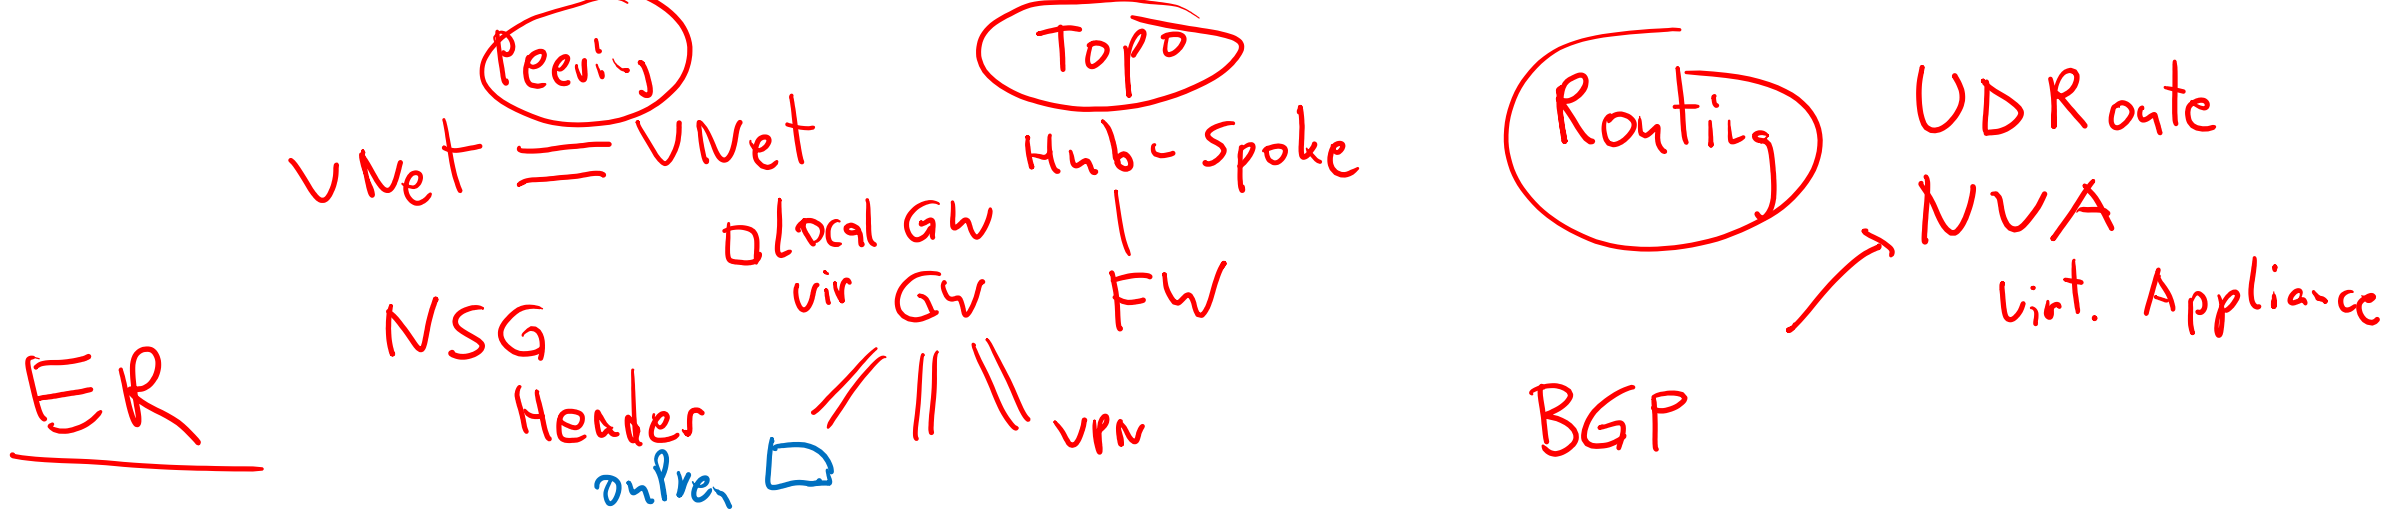 Peering
VNet = VNet
Topo
Hub-Spoke
FW
Local GW
Vir GW
VPN
NSG
Header
onPrem
ER
Routing
UDRoute
NVA
Virt. Appliance
BGP